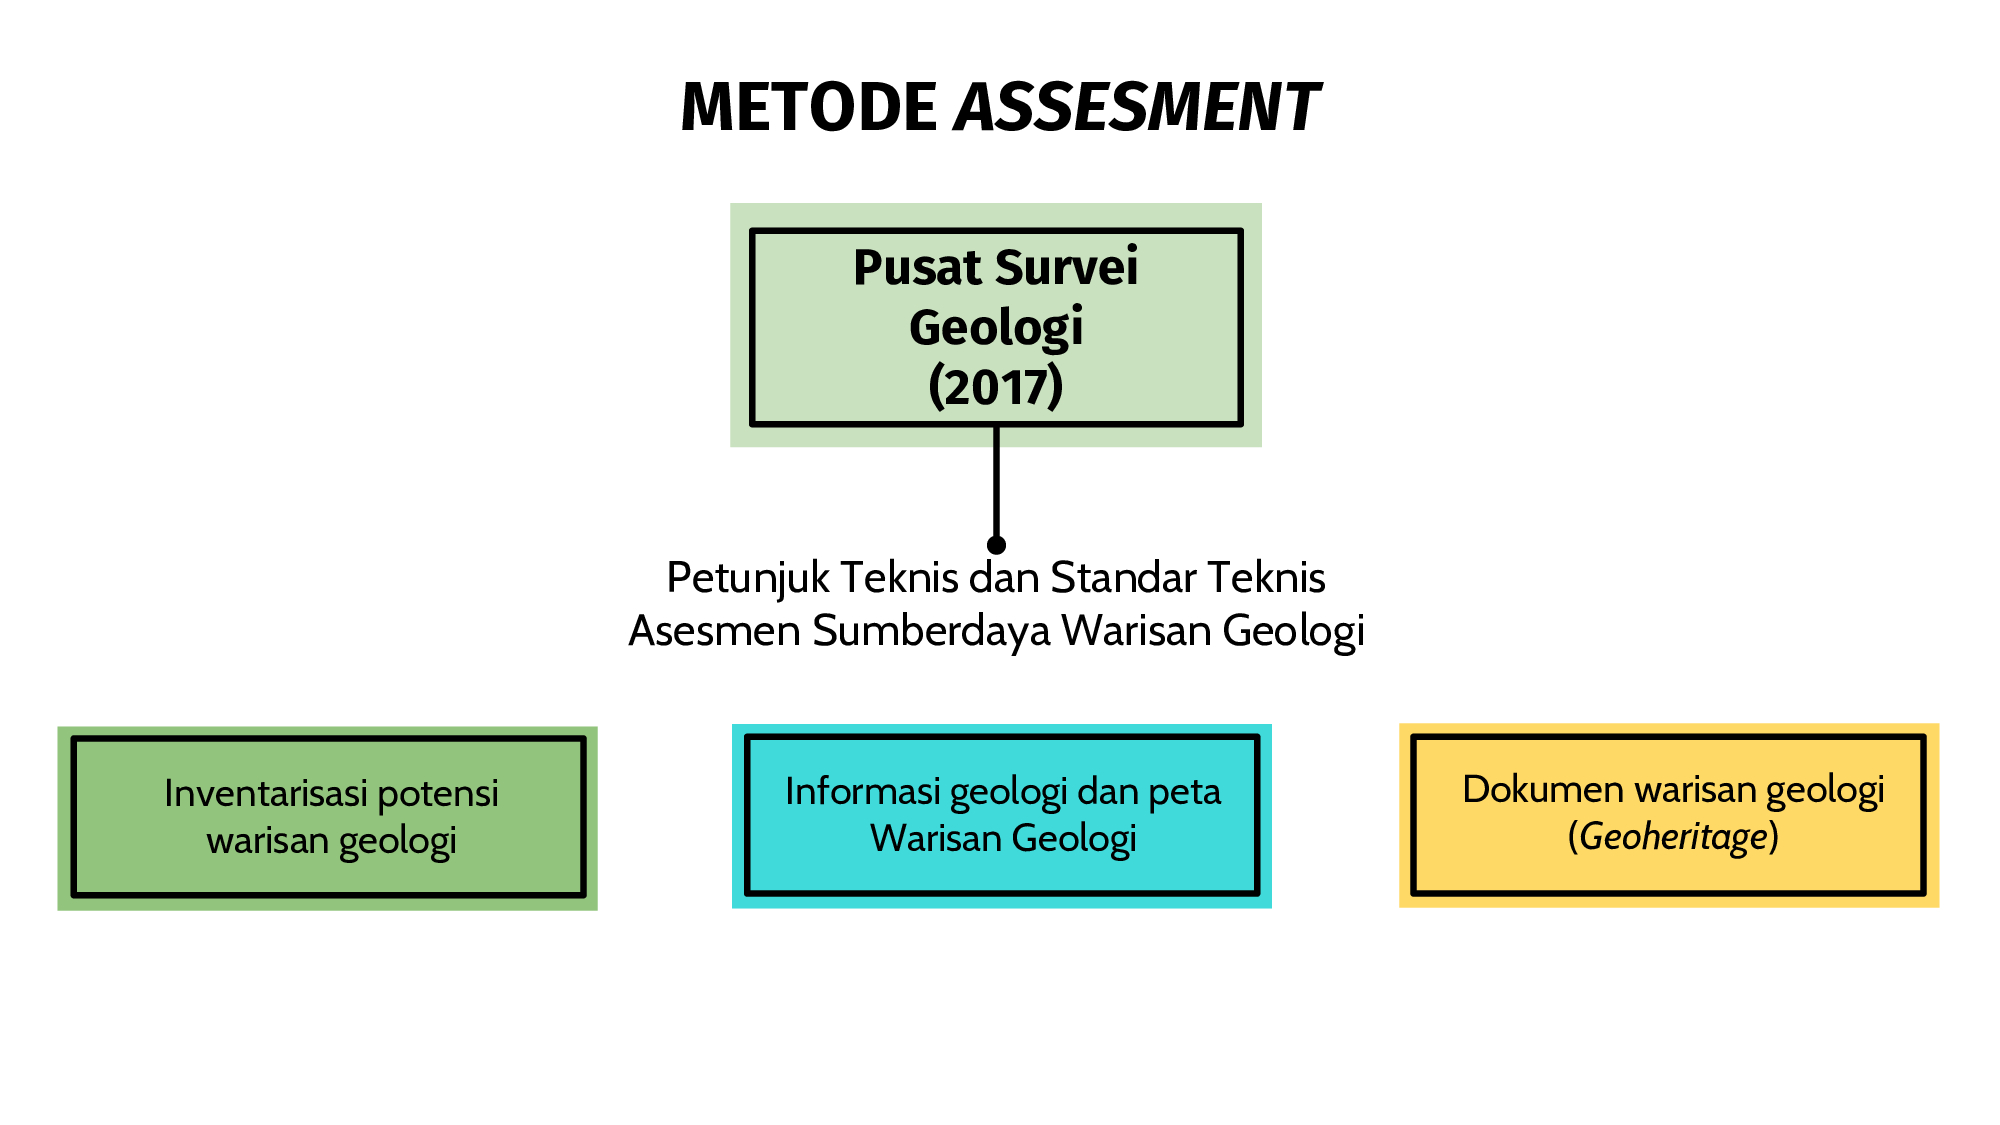 METODE ASSESMENT
Pusat Survei
Geologi
(2017)
Petunjuk Teknis dan Standar Teknis
Asesmen Sumberdaya Warisan Geologi
Inventarisasi potensi
warisan geologi
Informasi geologi dan peta
Warisan Geologi
Dokumen warisan geologi
(Geoheritage)